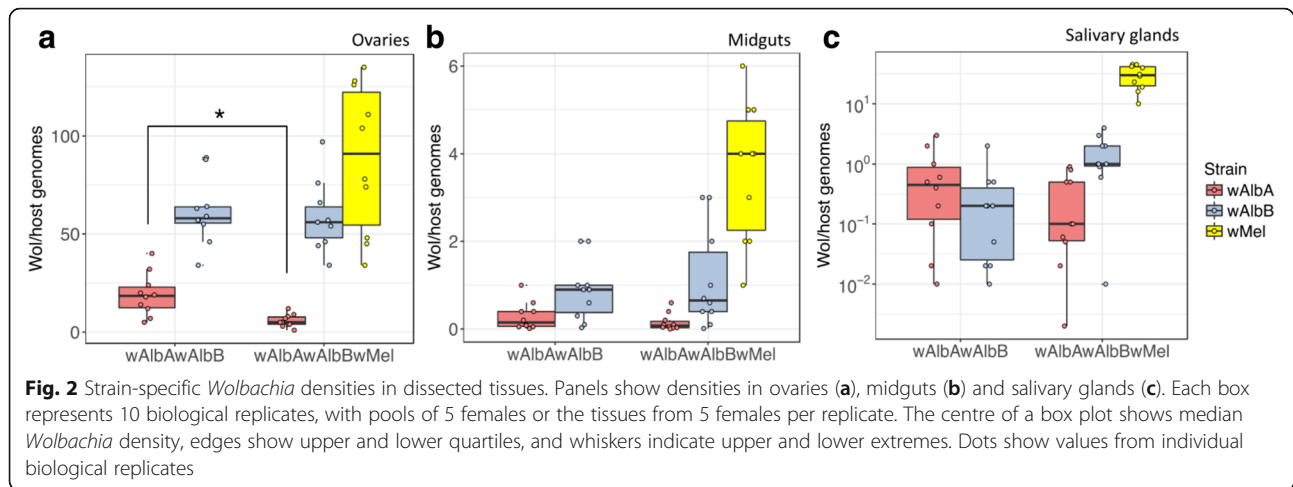 a
Ovaries
b
Midguts
c
Salivary glands
Wol/host genomes
100
50
0
*
wAlbAwAlbB
wAlbAwAlbBwMel
Wol/host genomes
6
4
2
0
wAlbAwAlbB
wAlbAwAlbBwMel
Wol/host genomes
10¹
10⁰
10⁻¹
10⁻²
wAlbAwAlbB
wAlbAwAlbBwMel
Strain
wAlbA
wAlbB
wMel
Fig. 2 Strain-specific Wolbachia densities in dissected tissues. Panels show densities in ovaries (a), midguts (b) and salivary glands (c). Each box
represents 10 biological replicates, with pools of 5 females or the tissues from 5 females per replicate. The centre of a box plot shows median
Wolbachia density, edges show upper and lower quartiles, and whiskers indicate upper and lower extremes. Dots show values from individual
biological replicates